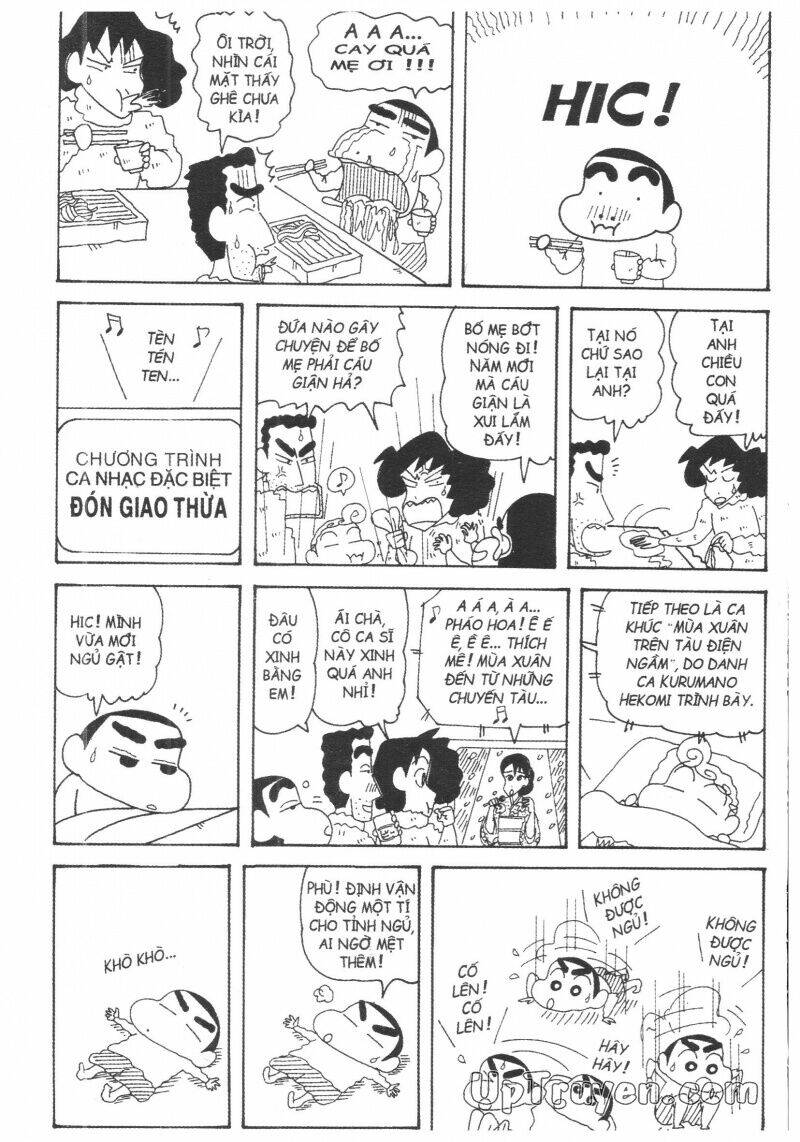 HIC!
A A A...
CAY QUÁ
MẸ ƠI !!!
ÔI TRỜI,
NHÌN CÁI
MẶT THẤY
GHÊ CHƯA
KÌA!
TẠI
ANH
CHIỀU
CON
QUÁ
ĐẤY!
TẠI NÓ
CHỨ SAO
LẠI TẠI
ANH?
BỐ MẸ BỚT
NÓNG ĐI!
NĂM MỚI
MÀ CÁU
GIẬN LÀ
XUI LẮM
ĐẤY!
ĐỨA NÀO GÂY
CHUYỆN ĐỂ BỐ
MẸ PHẢI CÁU
GIẬN HẢ?
TÈN
TÉN
TEN...
CHƯƠNG TRÌNH
CA NHẠC ĐẶC BIỆT
ĐÓN GIAO THỪA
TIẾP THEO LÀ CA
KHÚC "MÙA XUÂN
TRÊN TÀU ĐIỆN
NGẦM", DO DANH
CA KURUMANO
HEKOMI TRÌNH BÀY.
A Á A, À A...
PHÁO HOA! Ê Ế
Ê, Ề Ê... THÍCH
MÊ! MÙA XUÂN
ĐẾN TỪ NHỮNG
CHUYẾN TÀU...
ÁI CHÀ,
CÔ CA SĨ
NÀY XINH
QUÁ ANH
NHỈ!
ĐÂU
CÓ
XINH
BẰNG
EM!
HIC! MÌNH
VỪA MỚI
NGỦ GẬT!
KHÔNG
ĐƯỢC
NGỦ!
KHÔNG
ĐƯỢC
NGỦ!
CỐ
LÊN!
CỐ
LÊN!
HÂY
HÂY!
PHÙ! ĐỊNH VẬN
ĐỘNG MỘT TÍ
CHO TỈNH NGỦ,
AI NGỜ MỆT
THÊM!
KHÒ KHÒ...
UpTruyen.com